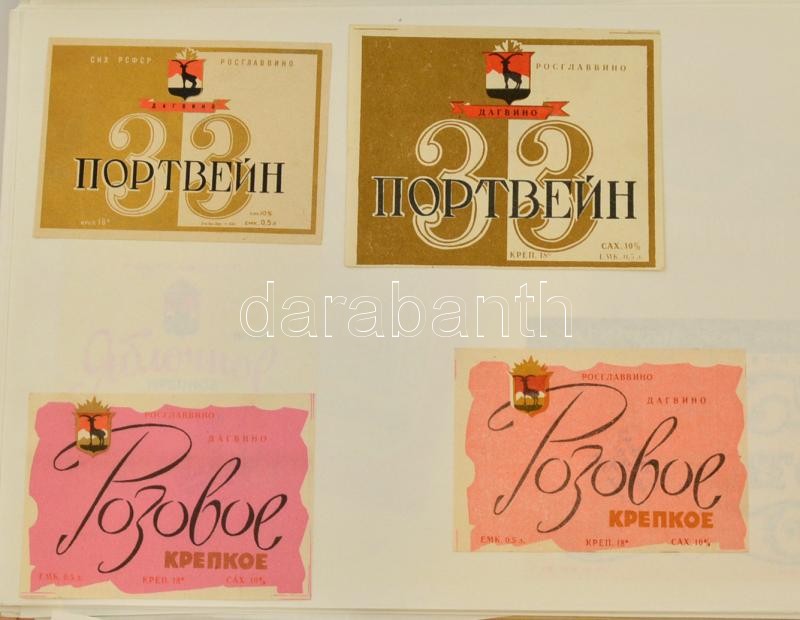 СНХ РСФСР РОСГЛАВВИНО
ДАГВИНО
33
ПОРТВЕЙН
КРЕП. 18° САХ. 10%
ЕМК. 0,5 Л
РОСГЛАВВИНО
ДАГВИНО
33
ПОРТВЕЙН
САХ. 10%
КРЕП. 18° ЕМК. 0,5 Л
darabanth
Яблочное
РОСГЛАВВИНО
ДАГВИНО
Розовое
КРЕПКОЕ
ЕМК. 0,5 Л. КРЕП. 18° САХ. 10%
РОСГЛАВВИНО
ДАГВИНО
Розовое
КРЕПКОЕ
ЕМК. 0,5 Л. КРЕП. 18° САХ. 10%